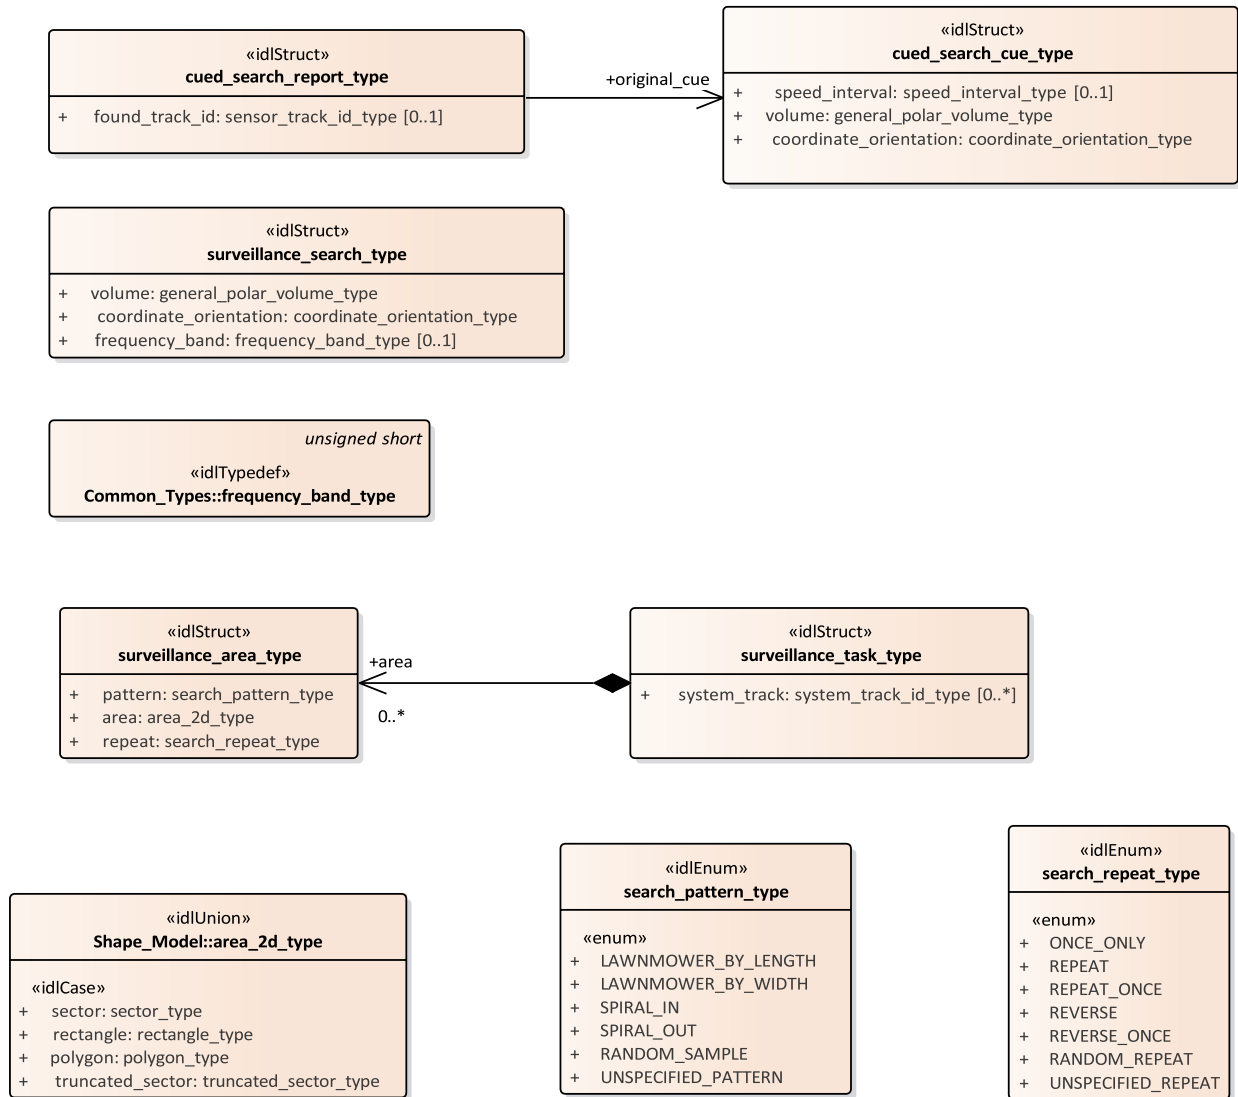 «idlStruct»
cued_search_report_type
+ found_track_id: sensor_track_id_type [0..1]
+original_cue
«idlStruct»
cued_search_cue_type
+ speed_interval: speed_interval_type [0..1]
+ volume: general_polar_volume_type
+ coordinate_orientation: coordinate_orientation_type
«idlStruct»
surveillance_search_type
+ volume: general_polar_volume_type
+ coordinate_orientation: coordinate_orientation_type
+ frequency_band: frequency_band_type [0..1]
unsigned short
«idlTypedef»
Common_Types::frequency_band_type
«idlStruct»
surveillance_area_type
+ pattern: search_pattern_type
+ area: area_2d_type
+ repeat: search_repeat_type
+area
0..*
«idlStruct»
surveillance_task_type
+ system_track: system_track_id_type [0..*]
«idlUnion»
Shape_Model::area_2d_type
«idlCase»
+ sector: sector_type
+ rectangle: rectangle_type
+ polygon: polygon_type
+ truncated_sector: truncated_sector_type
«idlEnum»
search_pattern_type
«enum»
+ LAWNMOWER_BY_LENGTH
+ LAWNMOWER_BY_WIDTH
+ SPIRAL_IN
+ SPIRAL_OUT
+ RANDOM_SAMPLE
+ UNSPECIFIED_PATTERN
«idlEnum»
search_repeat_type
«enum»
+ ONCE_ONLY
+ REPEAT
+ REPEAT_ONCE
+ REVERSE
+ REVERSE_ONCE
+ RANDOM_REPEAT
+ UNSPECIFIED_REPEAT